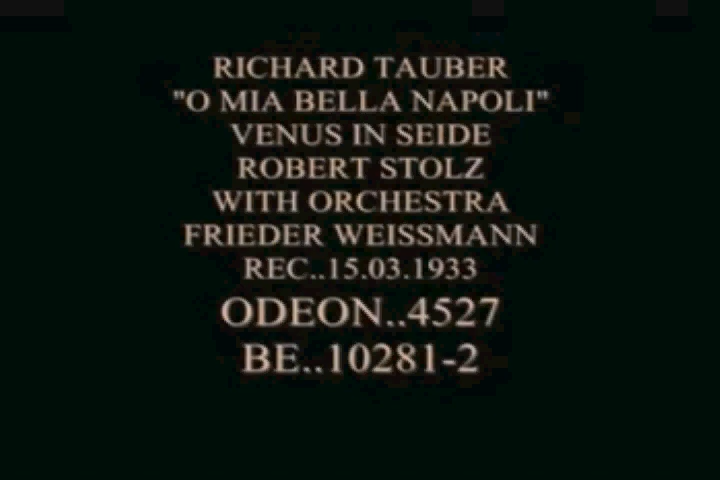 RICHARD TAUBER
"O MIA BELLA NAPOLI"
VENUS IN SEIDE
ROBERT STOLZ
WITH ORCHESTRA
FRIEDER WEISSMANN
REC..15.03.1933
ODEON..4527
BE..10281-2